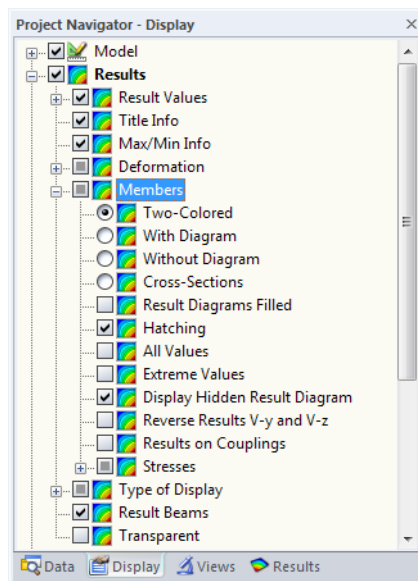 Project Navigator - Display
Model
Results
Result Values
Title Info
Max/Min Info
Deformation
Members
Two-Colored
With Diagram
Without Diagram
Cross-Sections
Result Diagrams Filled
Hatching
All Values
Extreme Values
Display Hidden Result Diagram
Reverse Results V-y and V-z
Results on Couplings
Stresses
Type of Display
Result Beams
Transparent
Data Display Views Results